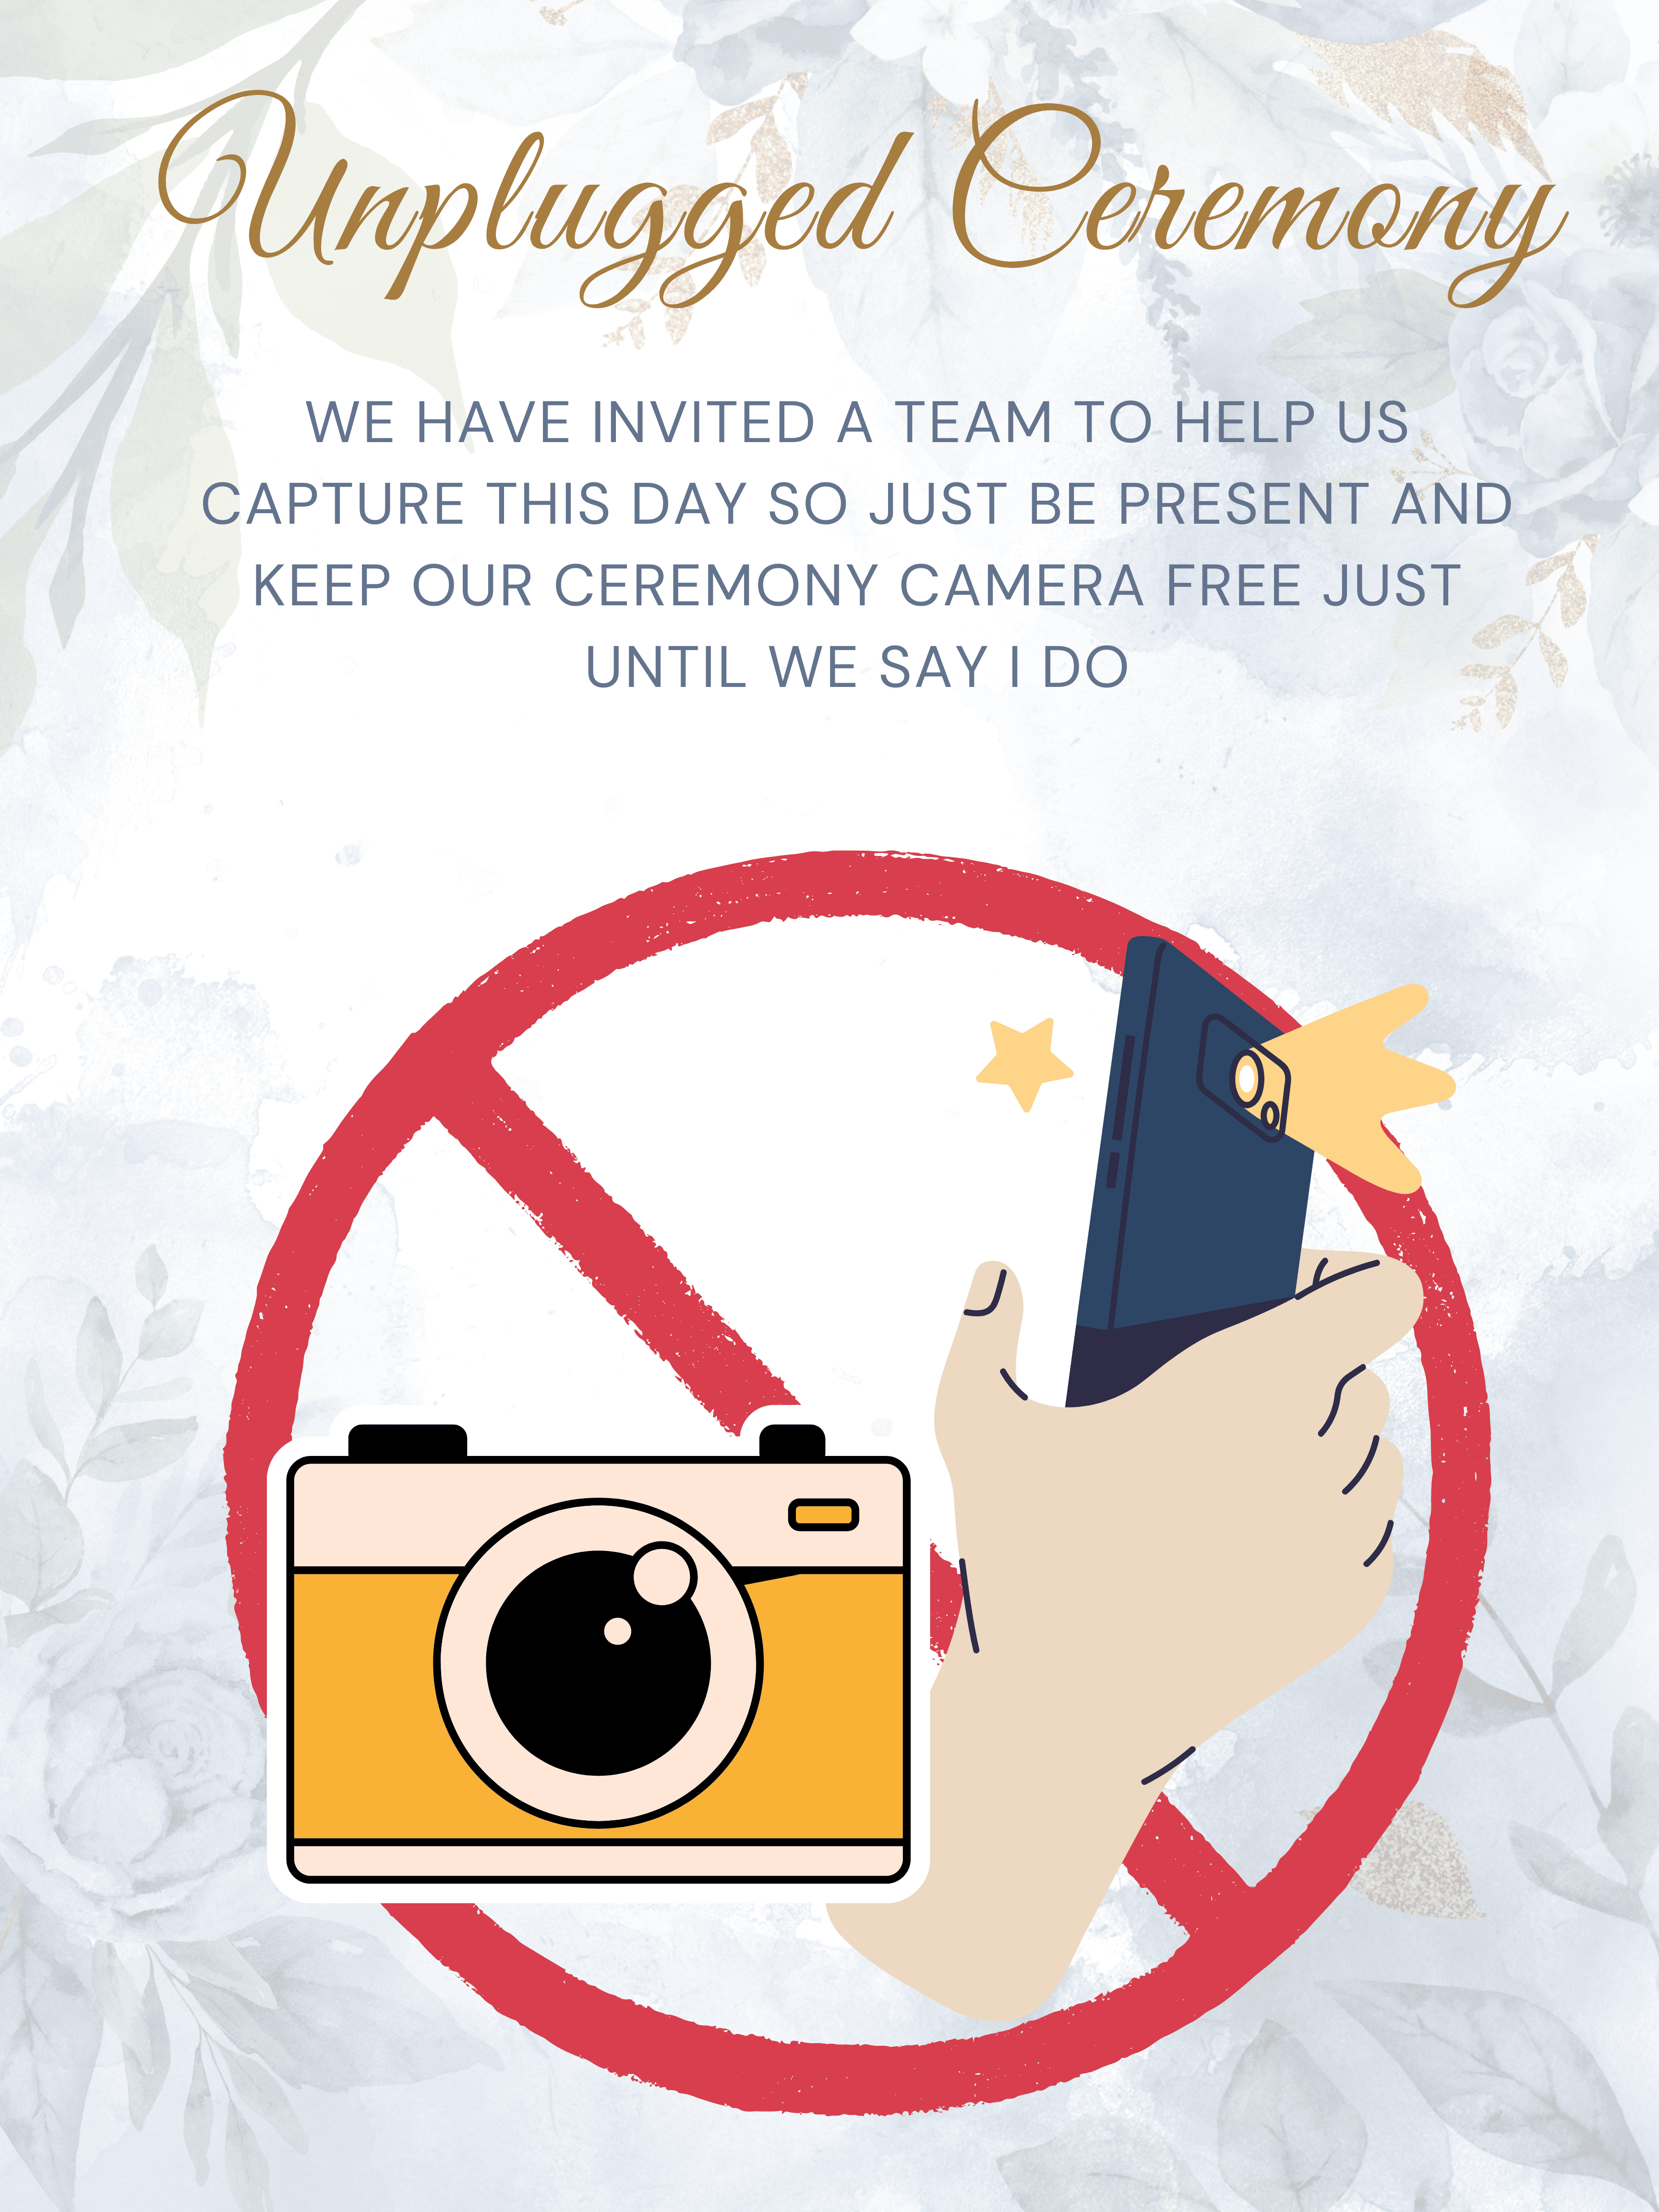 Unplugged Ceremony
WE HAVE INVITED A TEAM TO HELP US
CAPTURE THIS DAY SO JUST BE PRESENT AND
KEEP OUR CEREMONY CAMERA FREE JUST
UNTIL WE SAY I DO